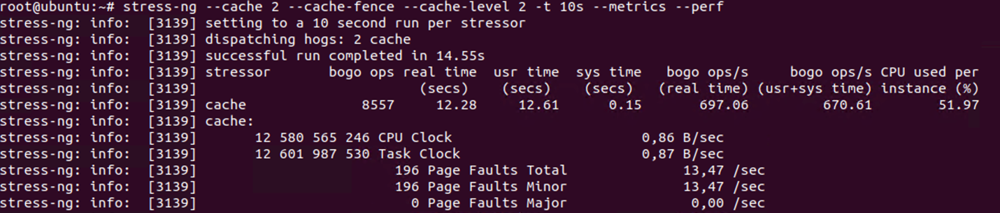 root@ubuntu:~# stress-ng --cache 2 --cache-fence --cache-level 2 -t 10s --metrics --perf
stress-ng: info:  [3139] setting to a 10 second run per stressor
stress-ng: info:  [3139] dispatching hogs: 2 cache
stress-ng: info:  [3139] successful run completed in 14.55s
stress-ng: info:  [3139] stressor       bogo ops real time  usr time  sys time   bogo ops/s     bogo ops/s CPU used per
stress-ng: info:  [3139]                           (secs)    (secs)    (secs)   (real time) (usr+sys time) instance (%)
stress-ng: info:  [3139] cache              8557     12.28     12.61      0.15       697.06         670.61        51.97
stress-ng: info:  [3139] cache:
stress-ng: info:  [3139]       12 580 565 246 CPU Clock                       0,86 B/sec
stress-ng: info:  [3139]       12 601 987 530 Task Clock                      0,87 B/sec
stress-ng: info:  [3139]                        196 Page Faults Total              13,47 /sec
stress-ng: info:  [3139]                        196 Page Faults Minor              13,47 /sec
stress-ng: info:  [3139]                          0 Page Faults Major               0,00 /sec